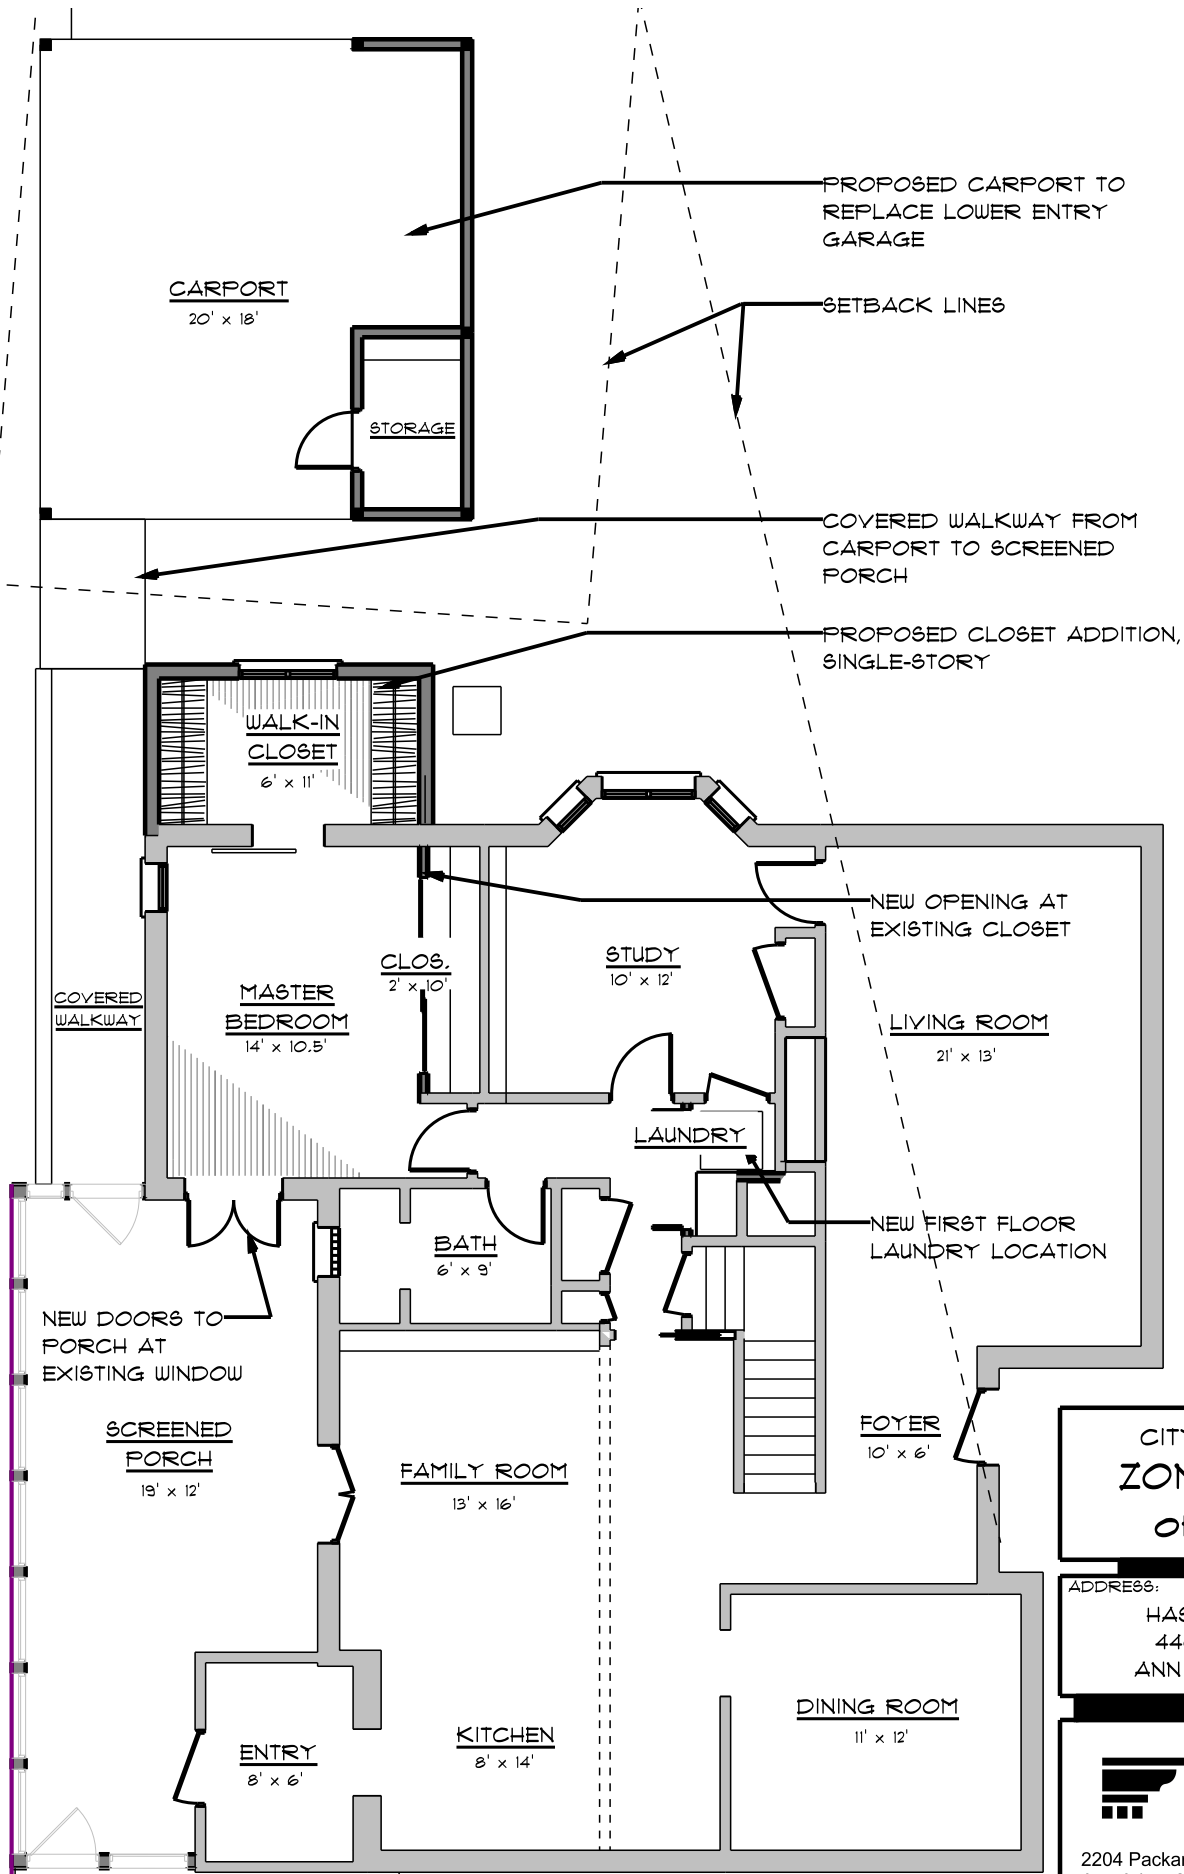 PROPOSED CARPORT TO
REPLACE LOWER ENTRY
GARAGE
CARPORT
20' x 18'
SETBACK LINES
STORAGE
COVERED WALKWAY FROM
CARPORT TO SCREENED
PORCH
PROPOSED CLOSET ADDITION,
SINGLE-STORY
WALK-IN
CLOSET
6' x 11'
NEW OPENING AT
EXISTING CLOSET
CLOS.
2' x 10'
STUDY
10' x 12'
COVERED
WALKWAY
MASTER
BEDROOM
14' x 10.5'
LIVING ROOM
21' x 13'
LAUNDRY
NEW FIRST FLOOR
LAUNDRY LOCATION
BATH
6' x 9'
NEW DOORS TO
PORCH AT
EXISTING WINDOW
SCREENED
PORCH
19' x 12'
FAMILY ROOM
13' x 16'
FOYER
10' x 6'
CIT
ZON
ADDRESS:
HAS
44
ANN
DINING ROOM
11' x 12'
KITCHEN
8' x 14'
ENTRY
8' x 6'
2204 Packar